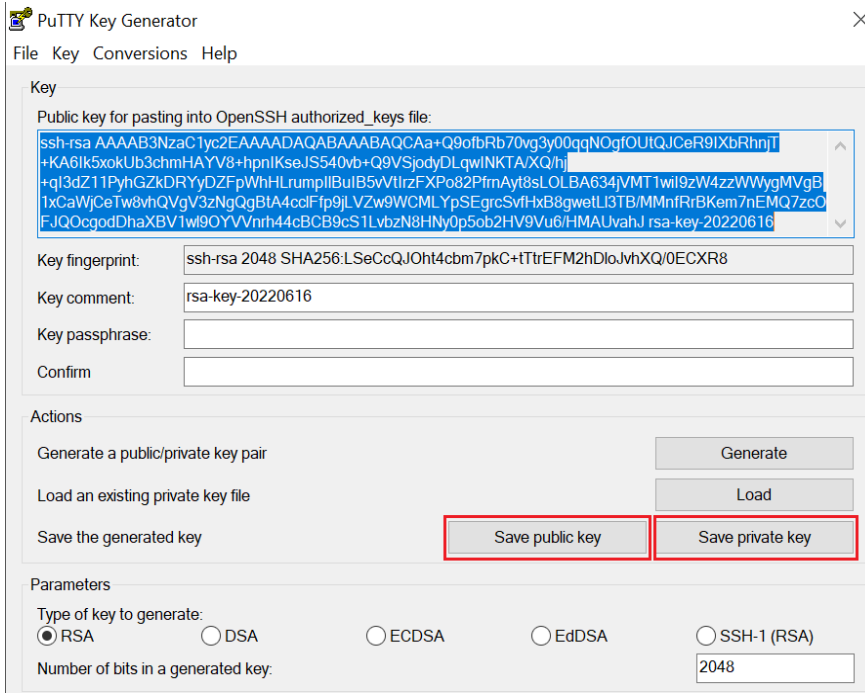 PuTTY Key Generator
File Key Conversions Help
Key
Public key for pasting into OpenSSH authorized_keys file:
ssh-rsa AAAAB3NzaC1yc2EAAAADAQABAAABAQCAa+Q9ofbRb70vg3y00qqNOgfOUtQJCeR9IXbRhnjT
+KA6Ik5xokUb3chmHAYV8+hpnIKseJS540vb+Q9VSjodyDLqwINKTA/XQ/hj
+qI3dZ11PyhGZkDRYyDZFpWhHLrumpIlBuIB5vVtIrzFXPo82PfrnAyt8sLOLBA634jVMT1wiI9zW4zzWWygMVgB
1xCaWjCeTw8vhQVgV3zNgQgBtA4cclFfp9jLVZw9WCMLYpSEgrcSvfHxB8gwetLl3TB/MMnfRrBKem7nEMQ7zcO
FJQOcgodDhaXBV1wl9OYVVnrh44cBCB9cS1LvbzN8HNy0p5ob2HV9Vu6/HMAUvahJ rsa-key-20220616
Key fingerprint: ssh-rsa 2048 SHA256:LSeCcQJOht4cbm7pkC+tTtrEFM2hDloJvhXQ/0ECXR8
Key comment: rsa-key-20220616
Key passphrase:
Confirm
Actions
Generate a public/private key pair Generate
Load an existing private key file Load
Save the generated key Save public key Save private key
Parameters
Type of key to generate:
RSA DSA ECDSA EdDSA SSH-1 (RSA)
Number of bits in a generated key: 2048